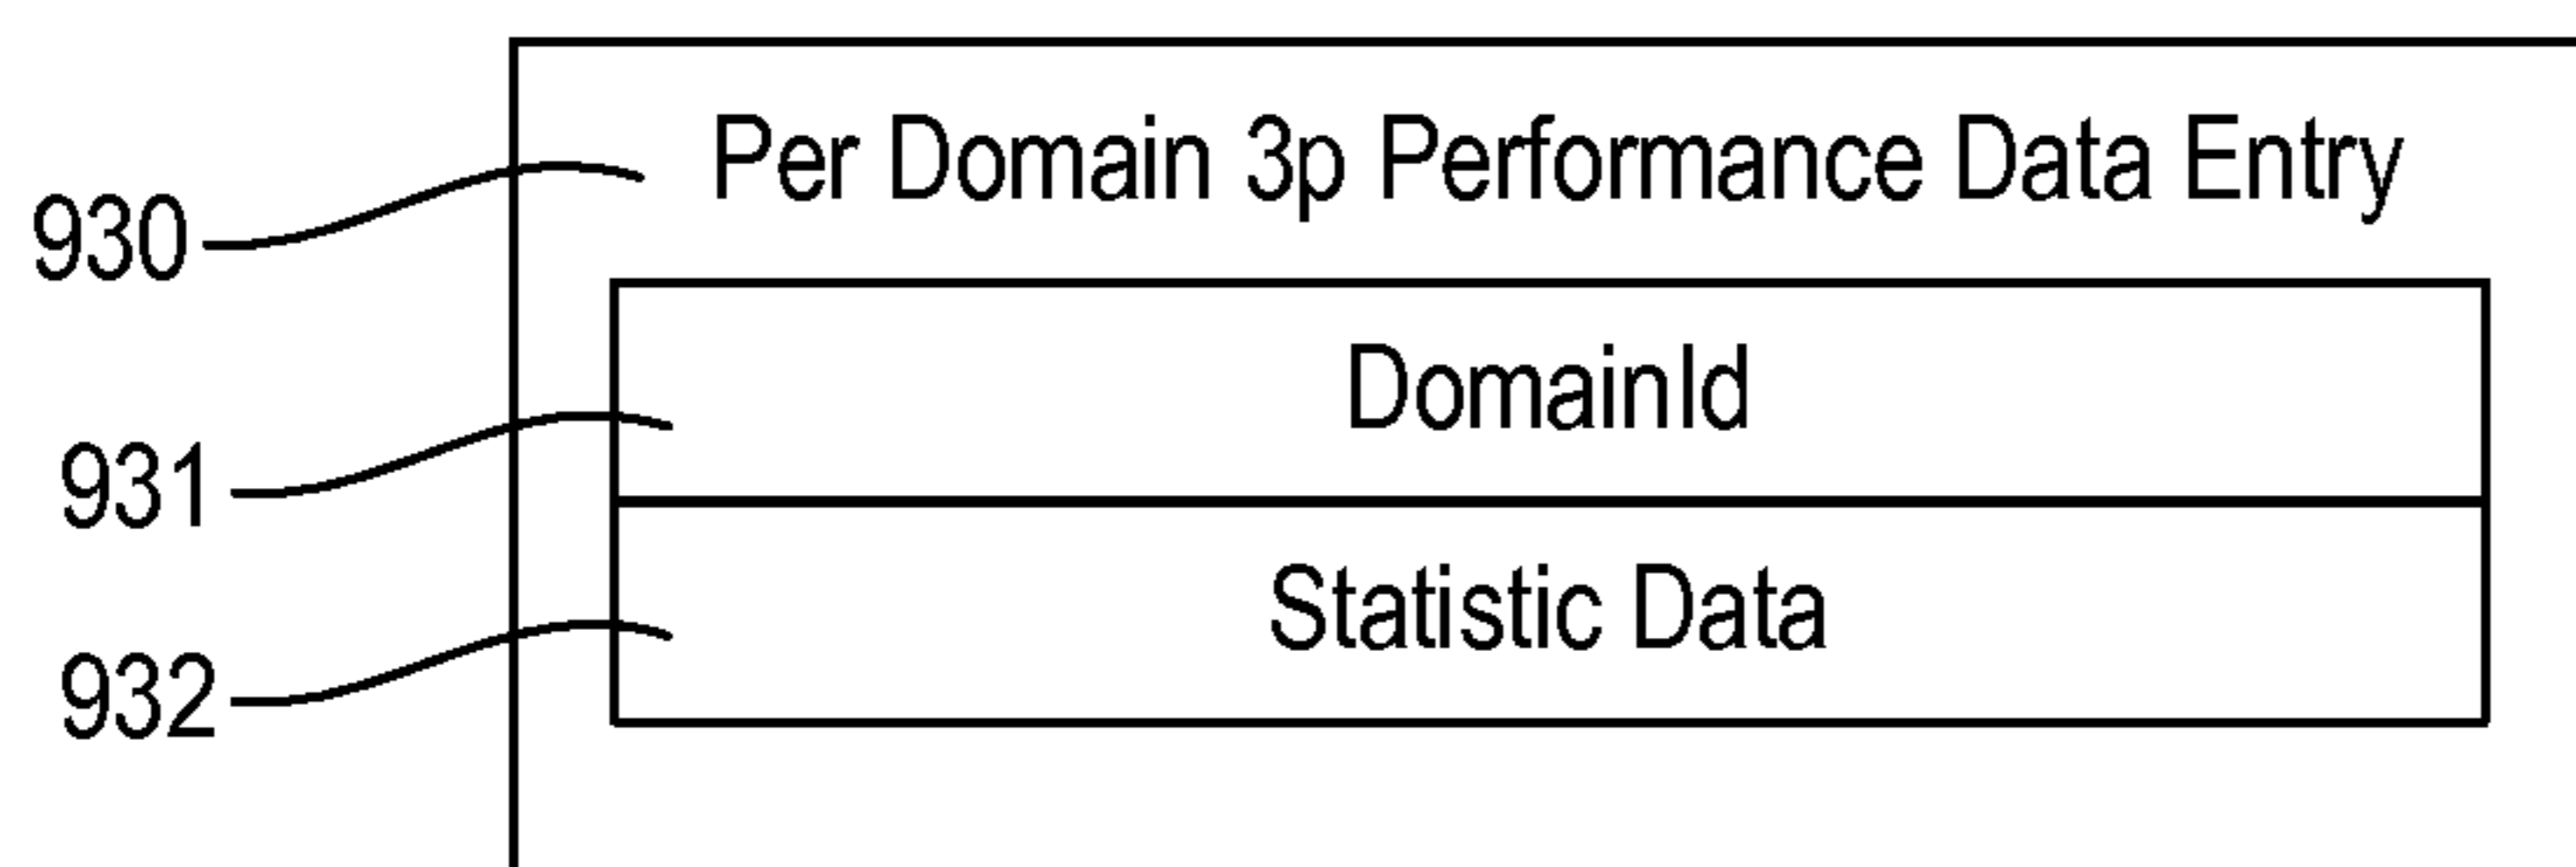 Per Domain 3p Performance Data Entry
930
DomainId
931
Statistic Data
932